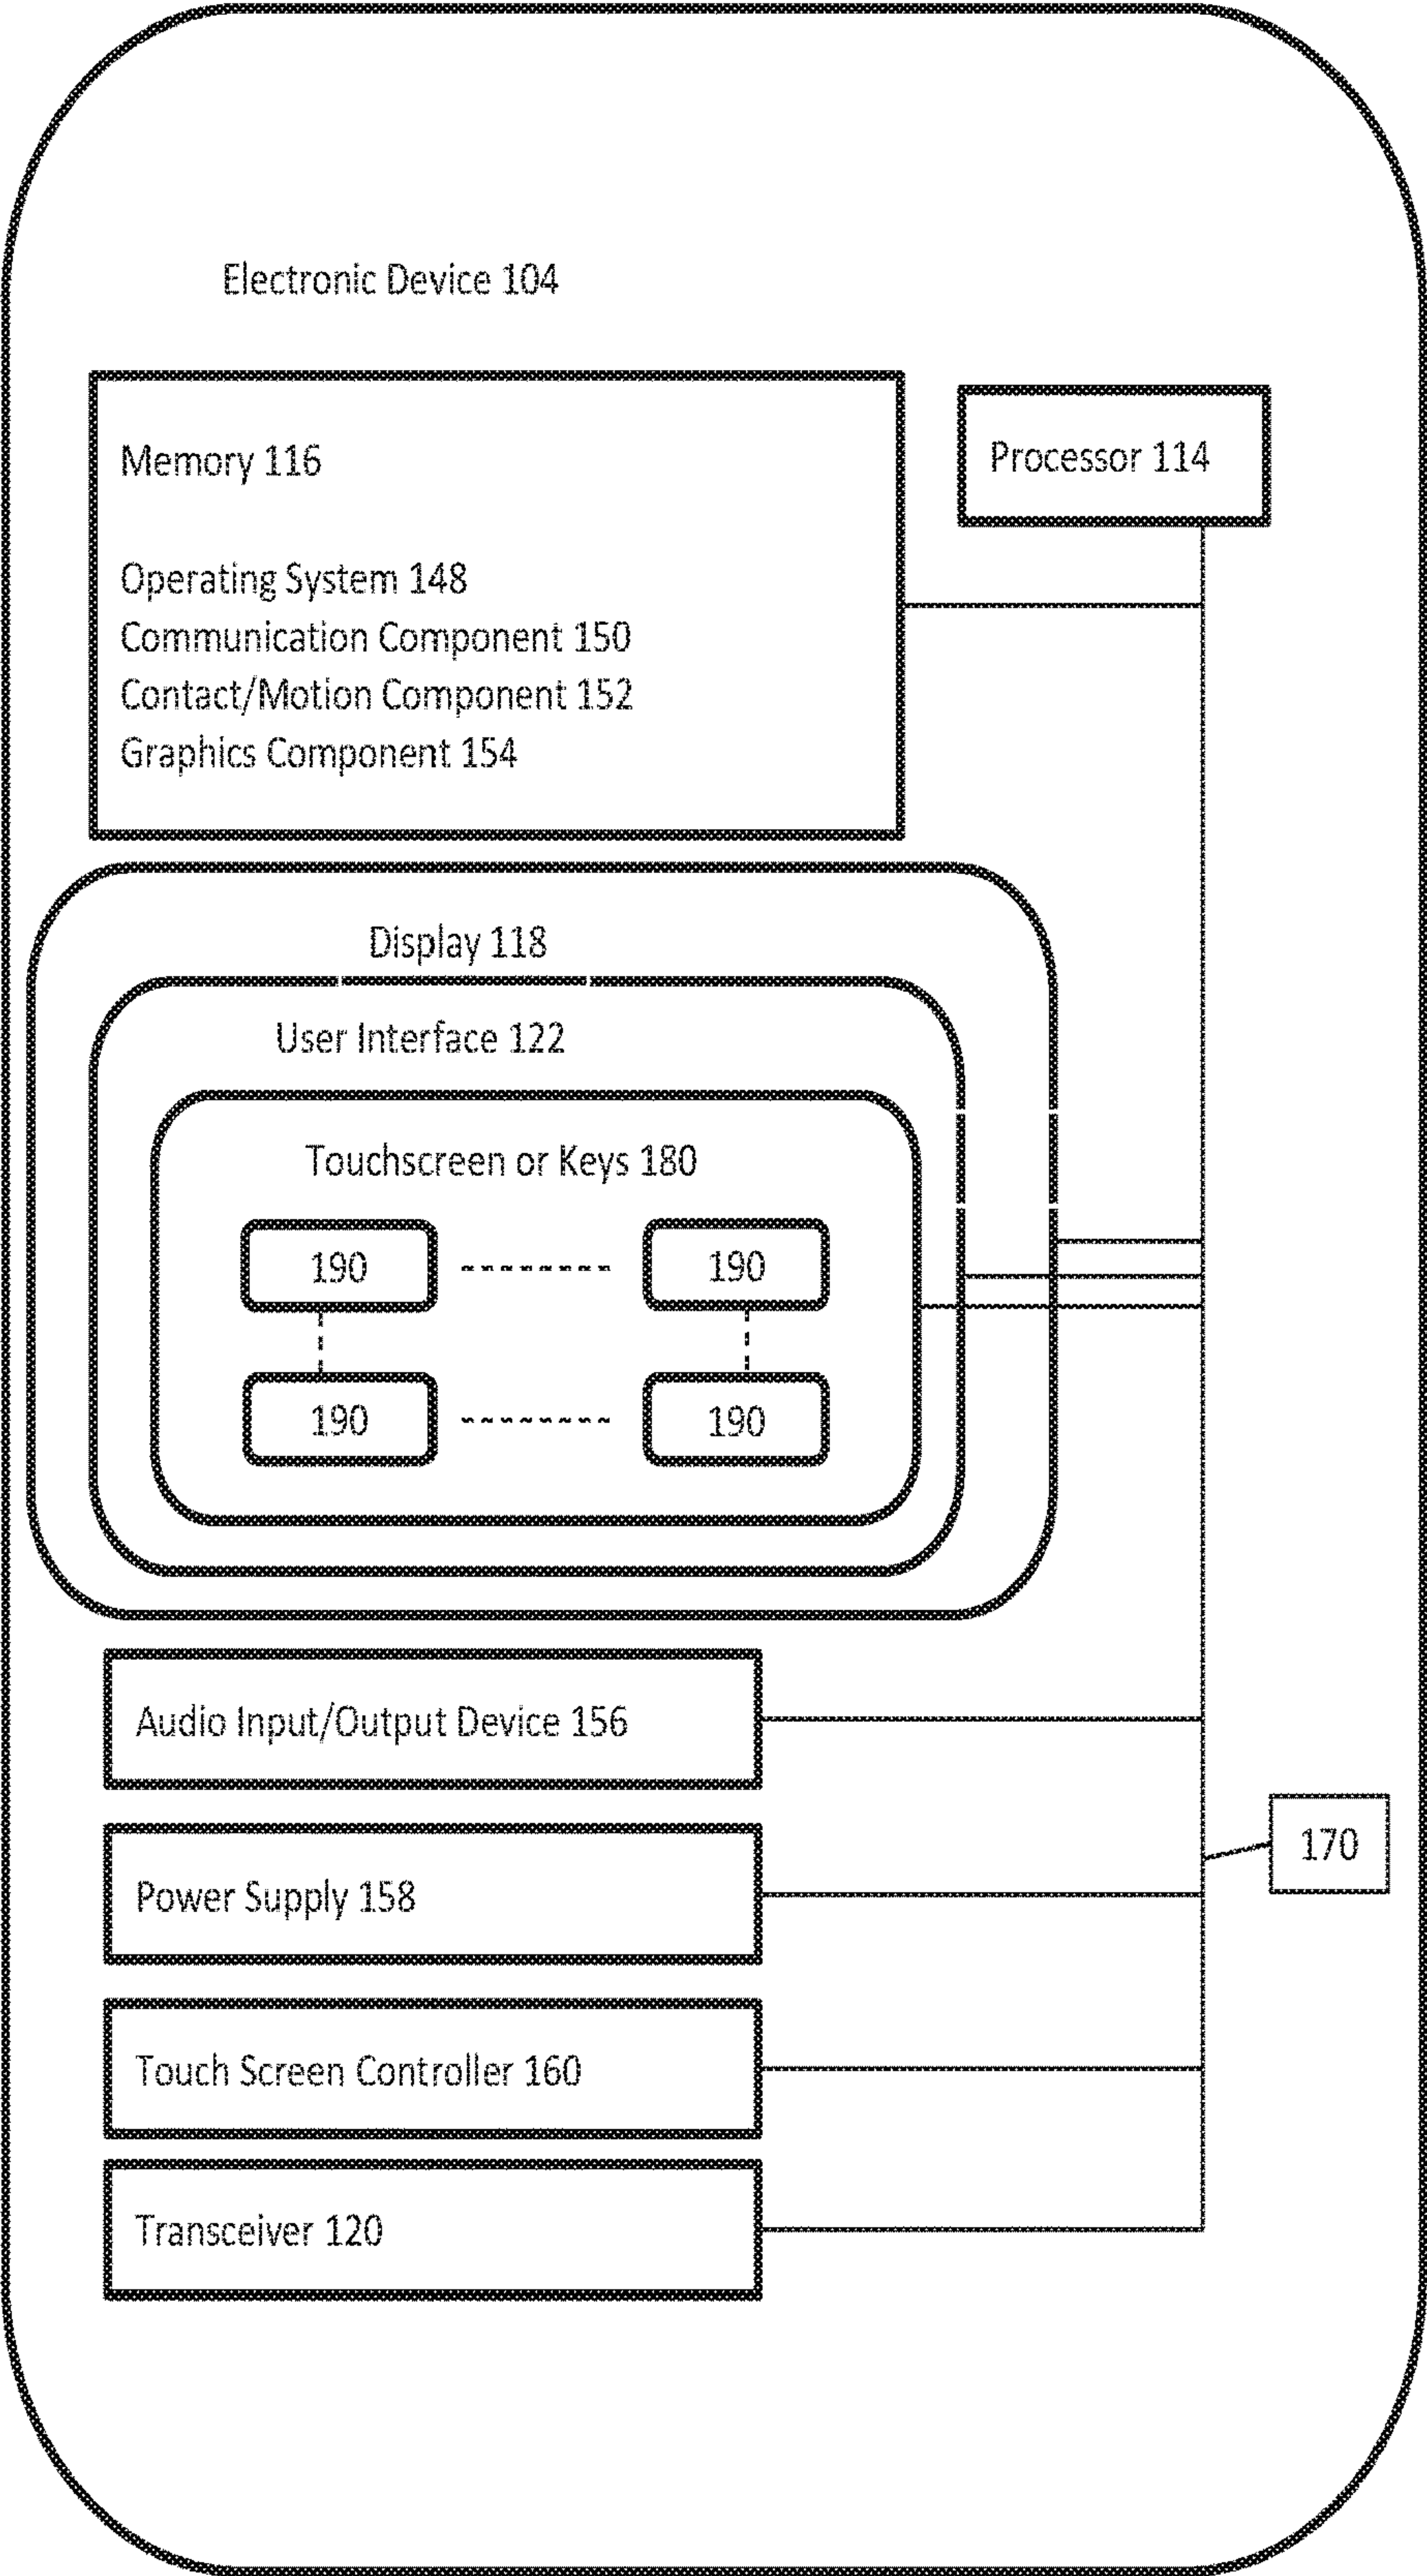 Electronic Device 104
Memory 116
Processor 114
Operating System 148
Communication Component 150
Contact/Motion Component 152
Graphics Component 154
Display 118
User Interface 122
Touchscreen or Keys 180
190 190
190 190
Audio Input/Output Device 156
170
Power Supply 158
Touch Screen Controller 160
Transceiver 120